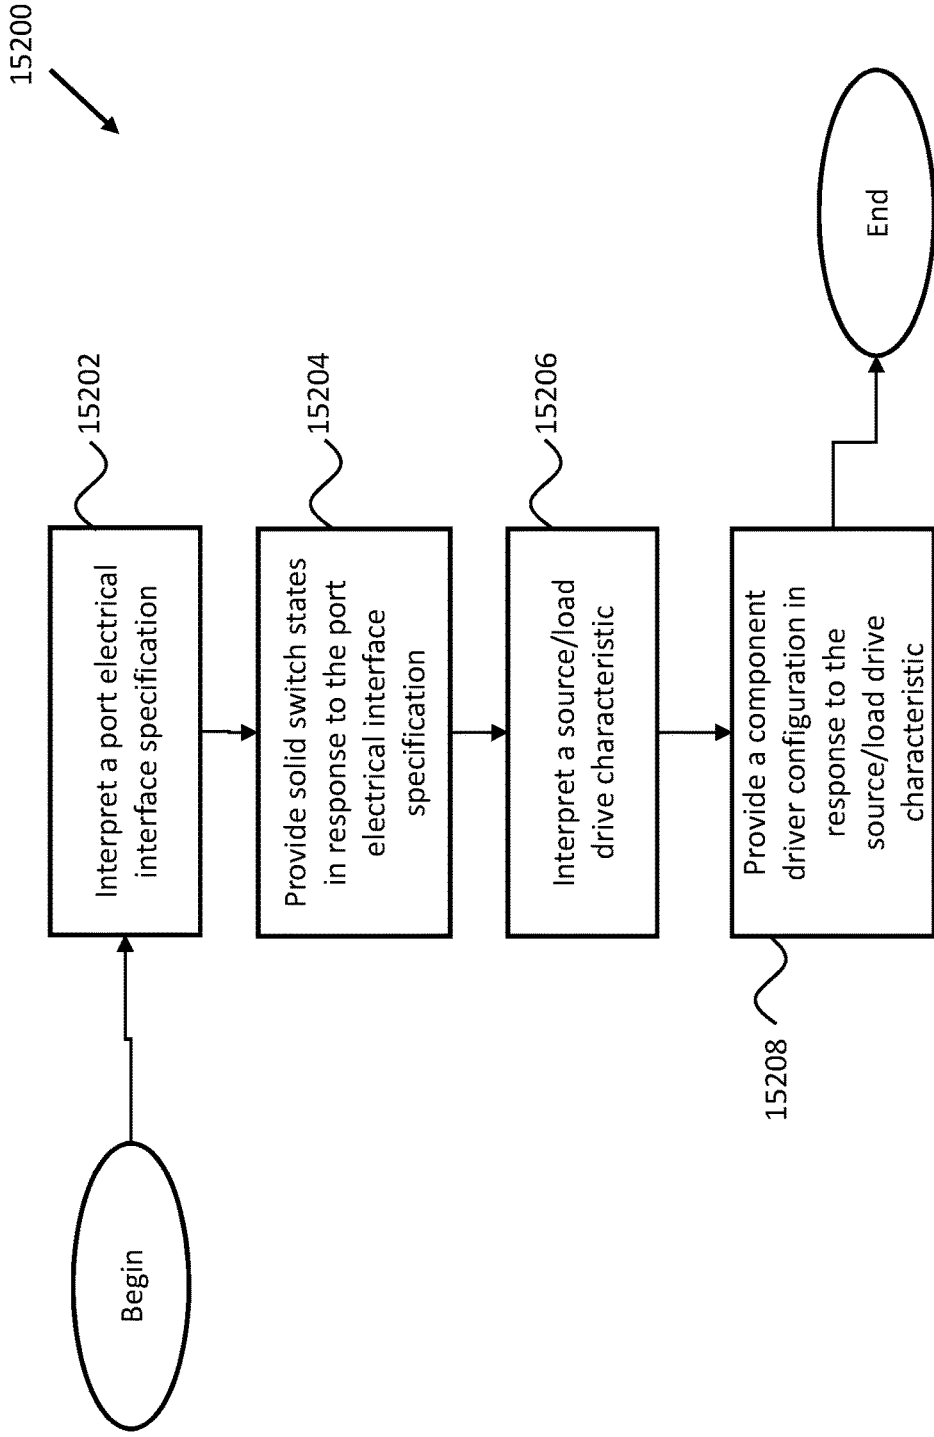 15200
Begin
Interpret a port electrical
interface specification
15202
Provide solid switch states
in response to the port
electrical interface
specification
15204
Interpret a source/load
drive characteristic
15206
Provide a component
driver configuration in
response to the
source/load drive
characteristic
15208
End